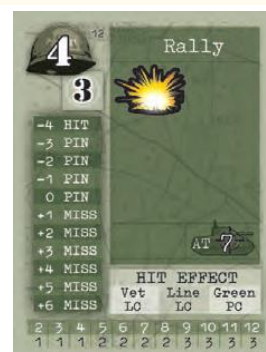 4
12
Rally
3
-4 HIT
-3 PIN
-2 PIN
-1 PIN
0 PIN
+1 MISS
+2 MISS
+3 MISS
+4 MISS
+5 MISS
+6 MISS
AT 7
HIT EFFECT
Vet Line Green
LC LC PC
2 3 4 5 6 7 8 9 10 11 12
1 1 1 2 2 2 2 3 3 3 3